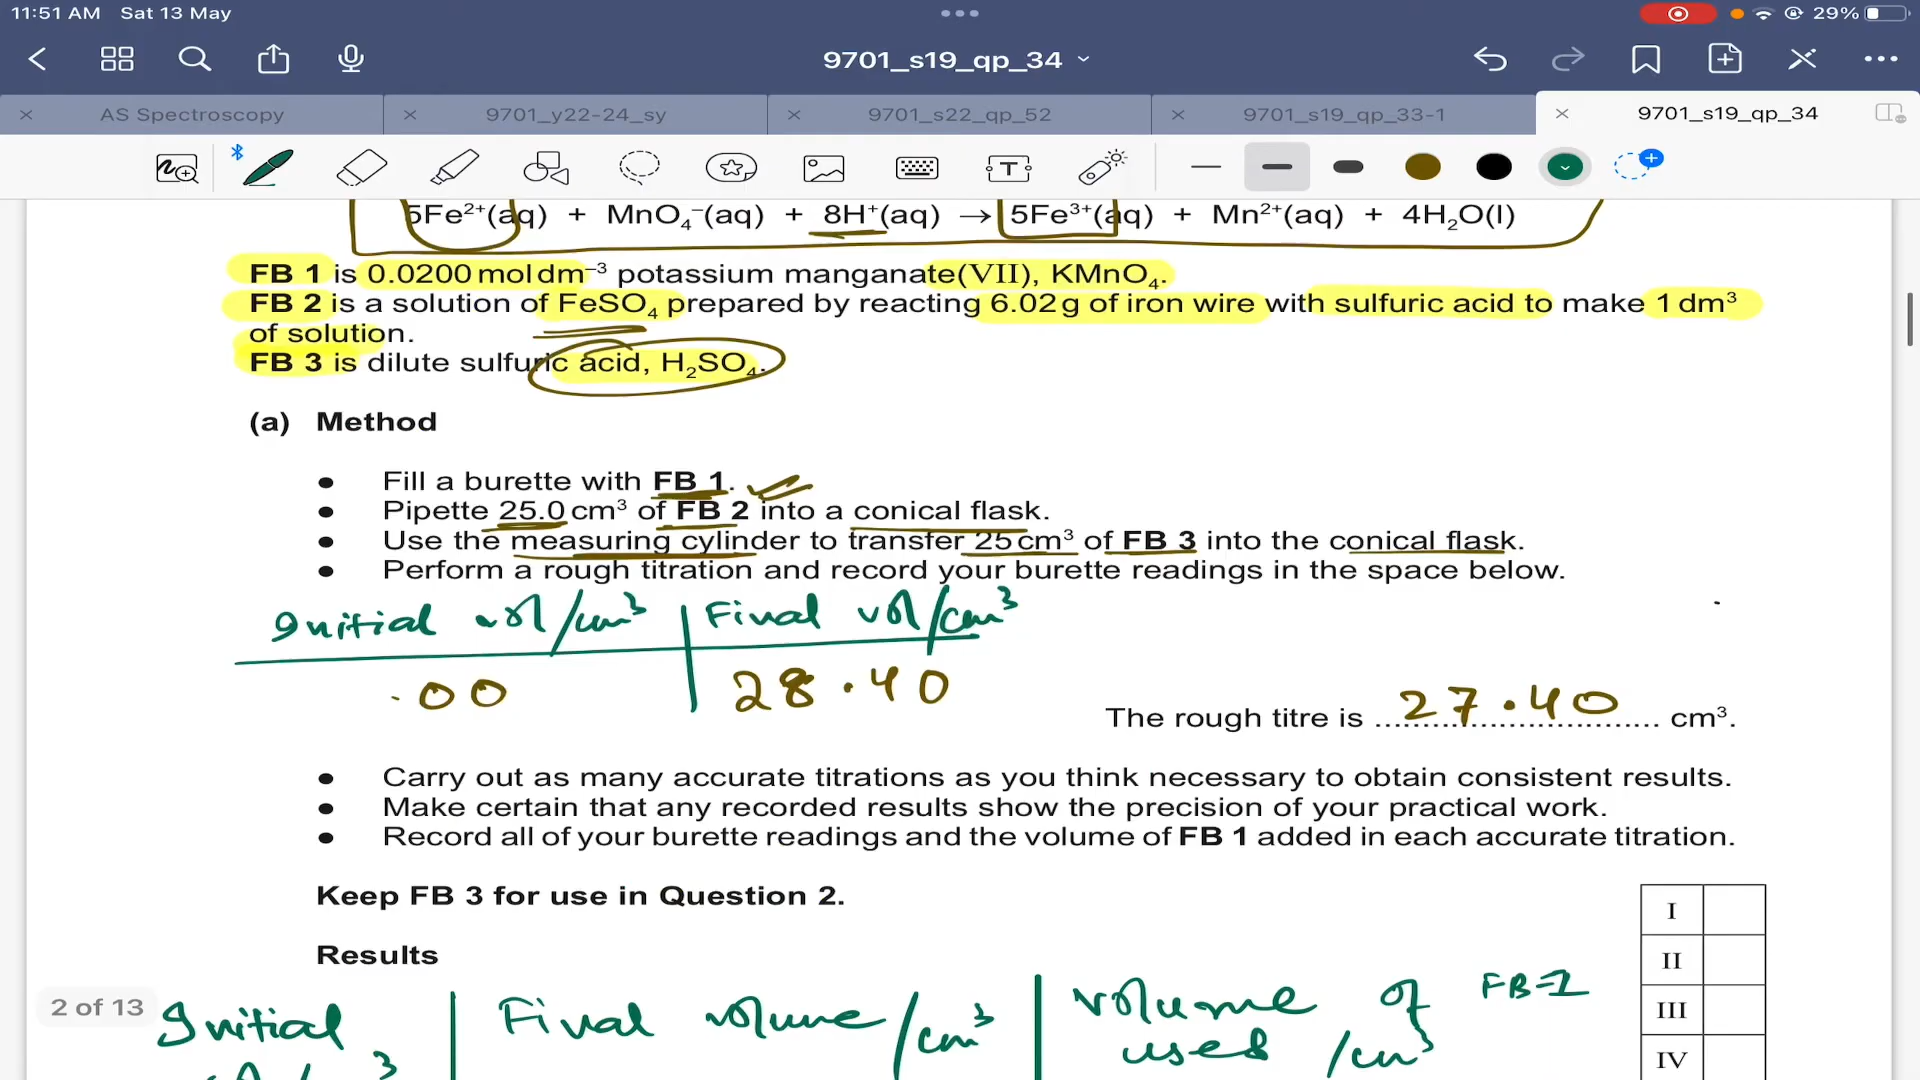 11:51 AM Sat 13 May
29%
9701_s19_qp_34
AS Spectroscopy
9701_y22-24_sy
9701_s22_qp_52
9701_s19_qp_33-1
9701_s19_qp_34
5Fe²⁺(aq) + MnO₄⁻(aq) + 8H⁺(aq) → 5Fe³⁺(aq) + Mn²⁺(aq) + 4H₂O(l)
FB 1 is 0.0200 mol dm⁻³ potassium manganate(VII), KMnO₄.
FB 2 is a solution of FeSO₄ prepared by reacting 6.02 g of iron wire with sulfuric acid to make 1 dm³
of solution.
FB 3 is dilute sulfuric acid, H₂SO₄.
(a) Method
• Fill a burette with FB 1.
• Pipette 25.0 cm³ of FB 2 into a conical flask.
• Use the measuring cylinder to transfer 25 cm³ of FB 3 into the conical flask.
• Perform a rough titration and record your burette readings in the space below.
Initial vol/cm³ Final vol/cm³
.00 28.40
The rough titre is 27.40 cm³.
• Carry out as many accurate titrations as you think necessary to obtain consistent results.
• Make certain that any recorded results show the precision of your practical work.
• Record all of your burette readings and the volume of FB 1 added in each accurate titration.
Keep FB 3 for use in Question 2.
Results
I
II
III
IV
2 of 13
Initial Final volume/cm³ volume of FB-1
used /cm³